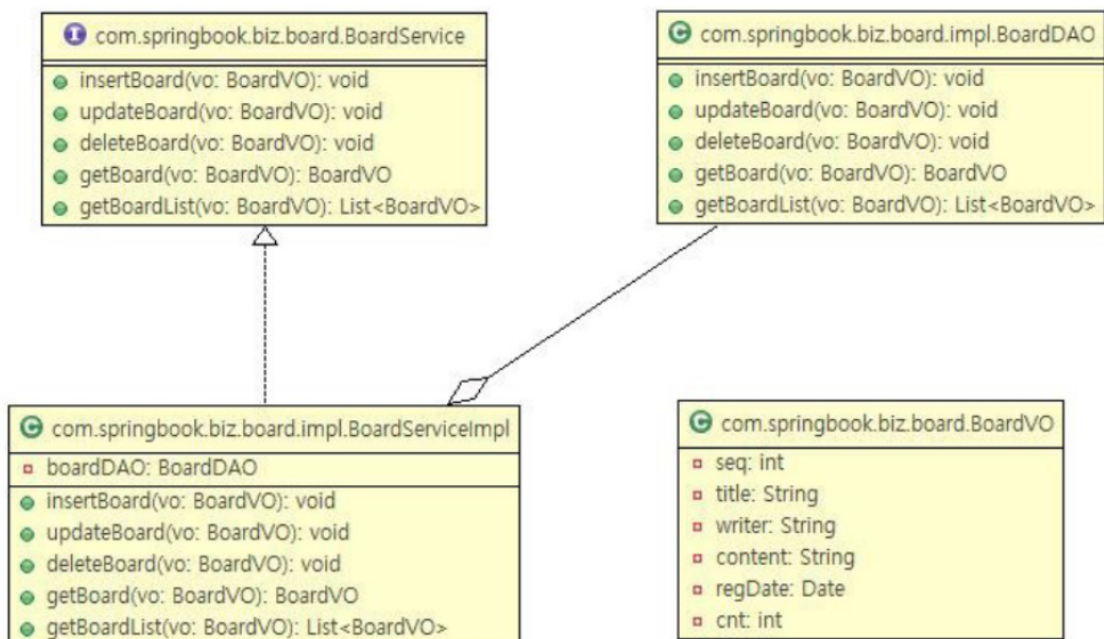 I com.springbook.biz.board.BoardService
insertBoard(vo: BoardVO): void
updateBoard(vo: BoardVO): void
deleteBoard(vo: BoardVO): void
getBoard(vo: BoardVO): BoardVO
getBoardList(vo: BoardVO): List<BoardVO>
C com.springbook.biz.board.impl.BoardDAO
insertBoard(vo: BoardVO): void
updateBoard(vo: BoardVO): void
deleteBoard(vo: BoardVO): void
getBoard(vo: BoardVO): BoardVO
getBoardList(vo: BoardVO): List<BoardVO>
C com.springbook.biz.board.impl.BoardServiceImpl
boardDAO: BoardDAO
insertBoard(vo: BoardVO): void
updateBoard(vo: BoardVO): void
deleteBoard(vo: BoardVO): void
getBoard(vo: BoardVO): BoardVO
getBoardList(vo: BoardVO): List<BoardVO>
C com.springbook.biz.board.BoardVO
seq: int
title: String
writer: String
content: String
regDate: Date
cnt: int